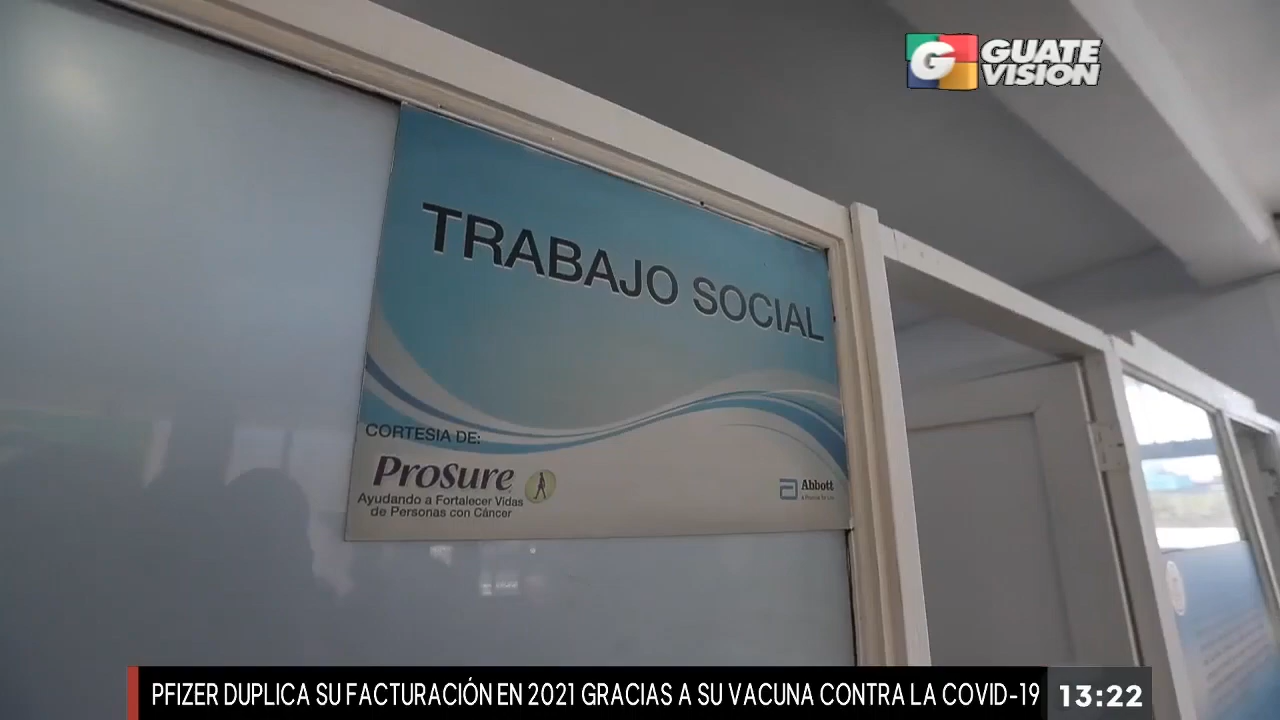 G GUATE
VISION
TRABAJO SOCIAL
CORTESIA DE:
ProSure
Ayudando a Fortalecer Vidas
de Personas con Cáncer
Abbott
PFIZER DUPLICA SU FACTURACIÓN EN 2021 GRACIAS A SU VACUNA CONTRA LA COVID-19
13:22